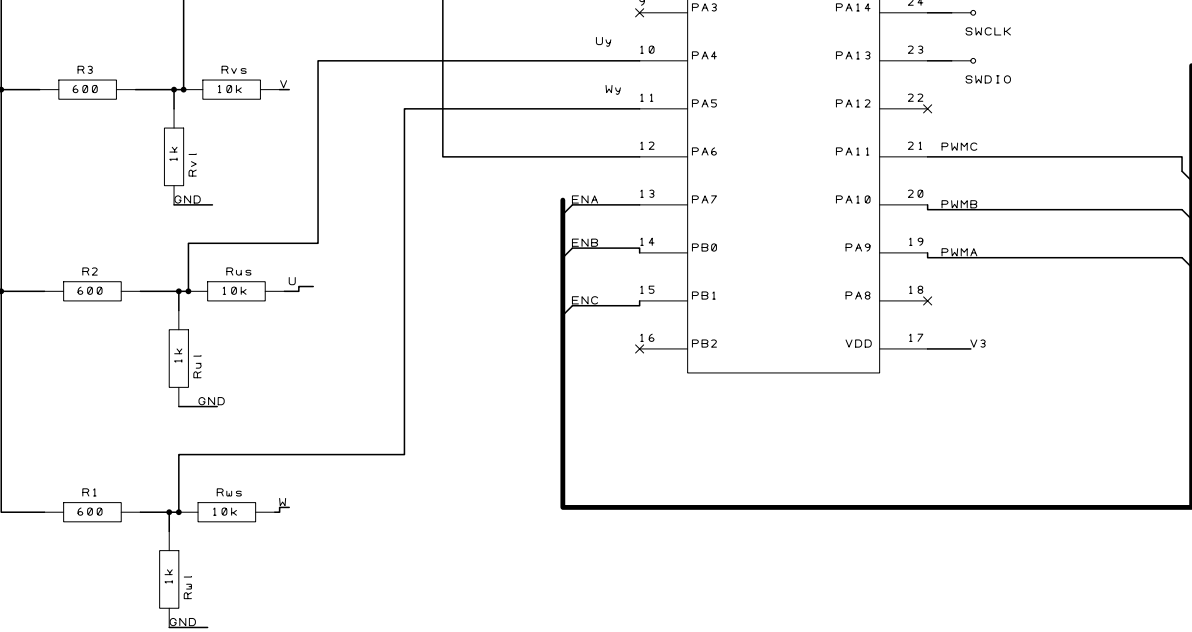 9 PA3 PA14 24
SWCLK
Uy 10 PA4 PA13 23
SWDIO
R3 600 Rvs 10k V
Wy 11 PA5 PA12 22
1k Rvl
GND
12 PA6 PA11 21 PWMC
ENA 13 PA7 PA10 20 PWMB
ENB 14 PB0 PA9 19 PWMA
R2 600 Rus 10k U
ENC 15 PB1 PA8 18
16 PB2 VDD 17 V3
1k Rul
GND
R1 600 Rws 10k W
1k Rwl
GND